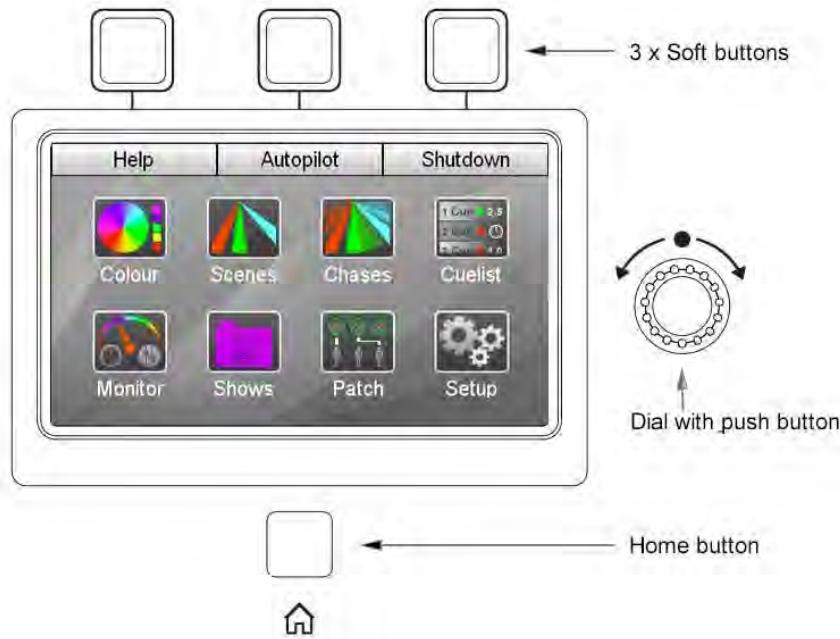 3 x Soft buttons
Help Autopilot Shutdown
Colour Scenes Chases Cuelist
Monitor Shows Patch Setup
Dial with push button
Home button